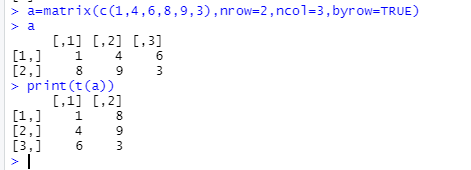 > a=matrix(c(1,4,6,8,9,3),nrow=2,ncol=3,byrow=TRUE)
> a
     [,1] [,2] [,3]
[1,]    1    4    6
[2,]    8    9    3
> print(t(a))
     [,1] [,2]
[1,]    1    8
[2,]    4    9
[3,]    6    3
>